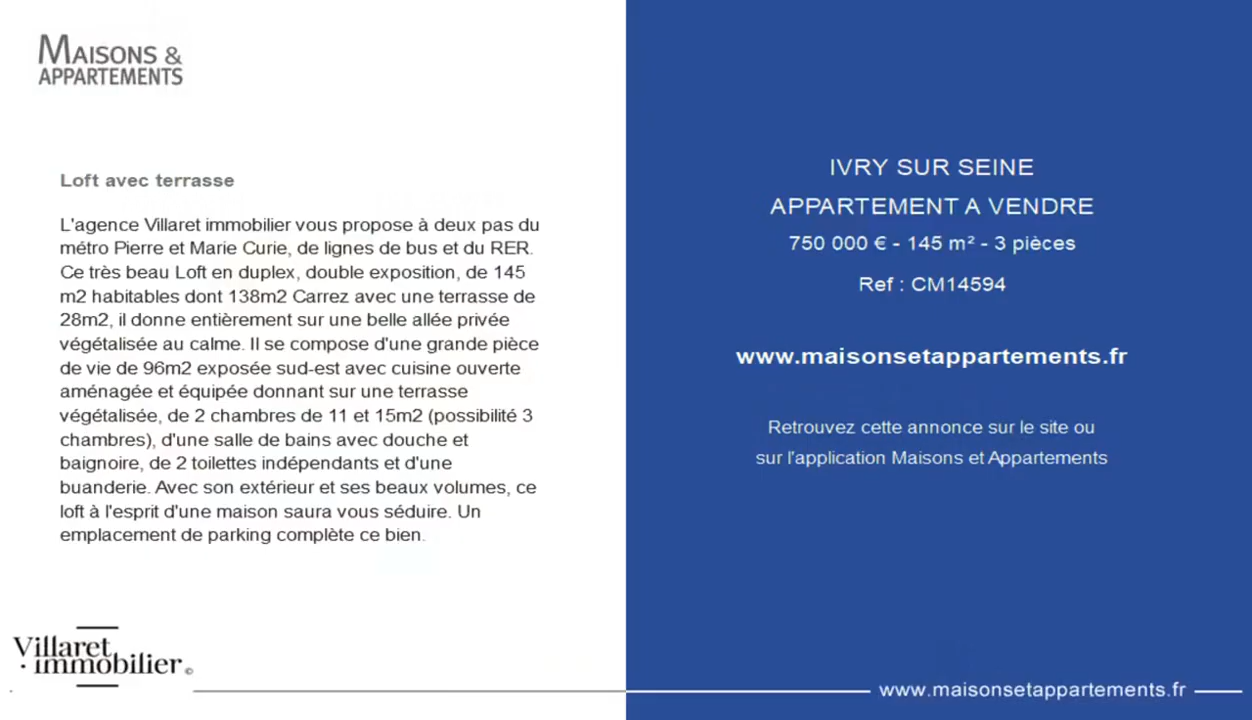 MAISONS &
APPARTEMENTS
Loft avec terrasse
L'agence Villaret immobilier vous propose à deux pas du
métro Pierre et Marie Curie, de lignes de bus et du RER.
Ce très beau Loft en duplex, double exposition, de 145
m2 habitables dont 138m2 Carrez avec une terrasse de
28m2, il donne entièrement sur une belle allée privée
végétalisée au calme. Il se compose d'une grande pièce
de vie de 96m2 exposée sud-est avec cuisine ouverte
aménagée et équipée donnant sur une terrasse
végétalisée, de 2 chambres de 11 et 15m2 (possibilité 3
chambres), d'une salle de bains avec douche et
baignoire, de 2 toilettes indépendants et d'une
buanderie. Avec son extérieur et ses beaux volumes, ce
loft à l'esprit d'une maison saura vous séduire. Un
emplacement de parking complète ce bien.
Villaret
· immobilier ©
IVRY SUR SEINE
APPARTEMENT A VENDRE
750 000 € - 145 m² - 3 pièces
Ref : CM14594
www.maisonsetappartements.fr
Retrouvez cette annonce sur le site ou
sur l'application Maisons et Appartements
www.maisonsetappartements.fr